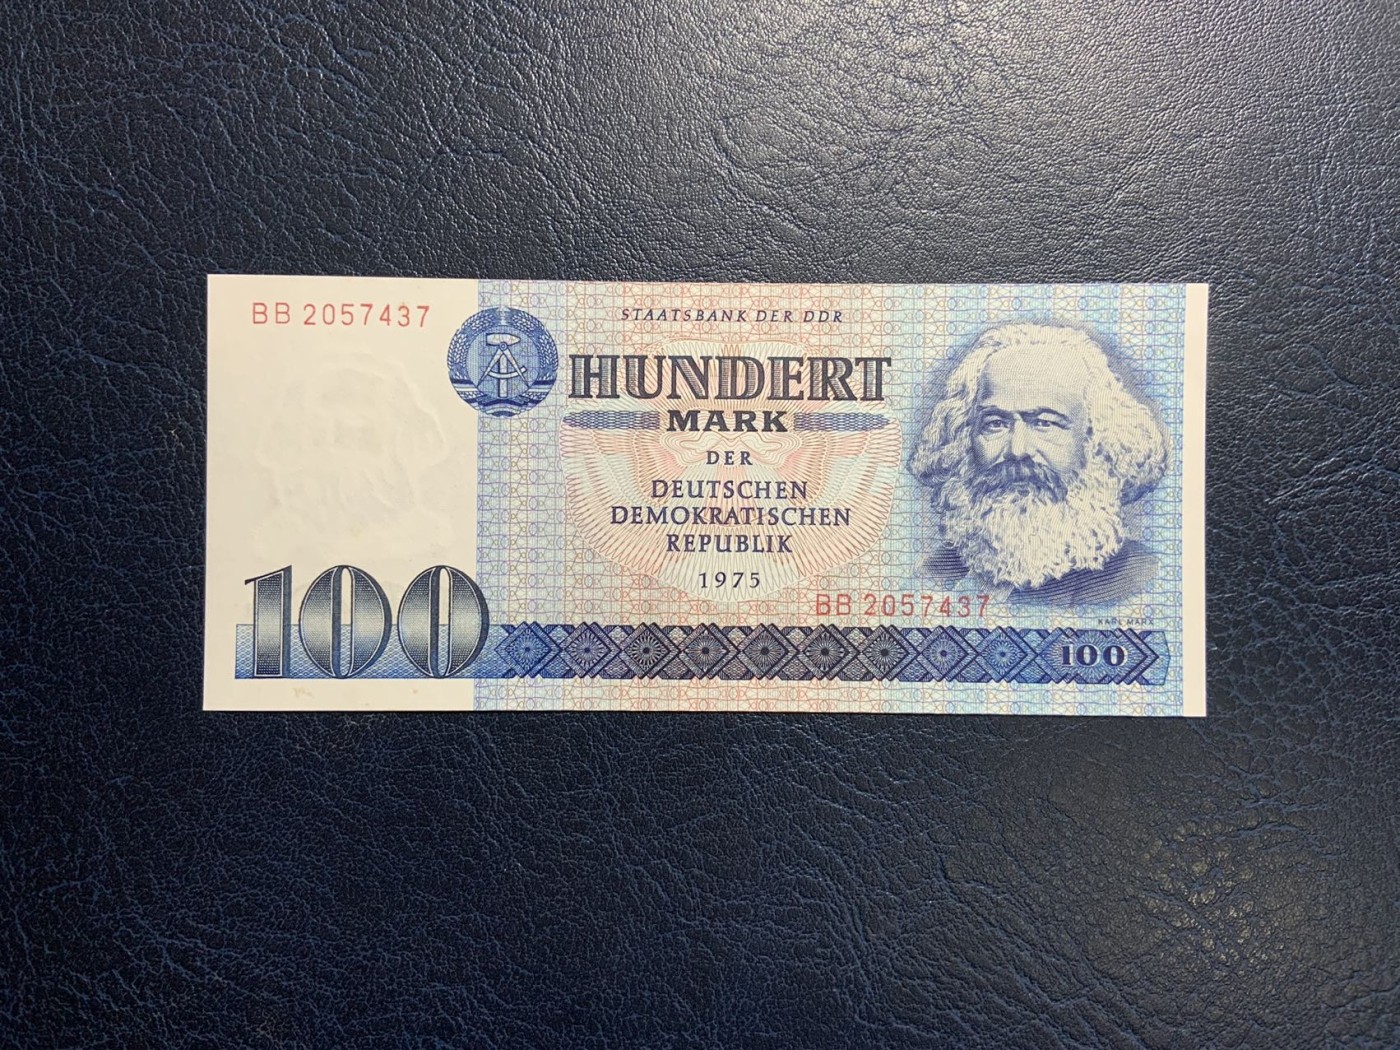 BB 2057437
STAATSBANK DER DDR
HUNDERT
MARK
DER
DEUTSCHEN
DEMOKRATISCHEN
REPUBLIK
1975
BB 2057437
KARL MARX
100
100